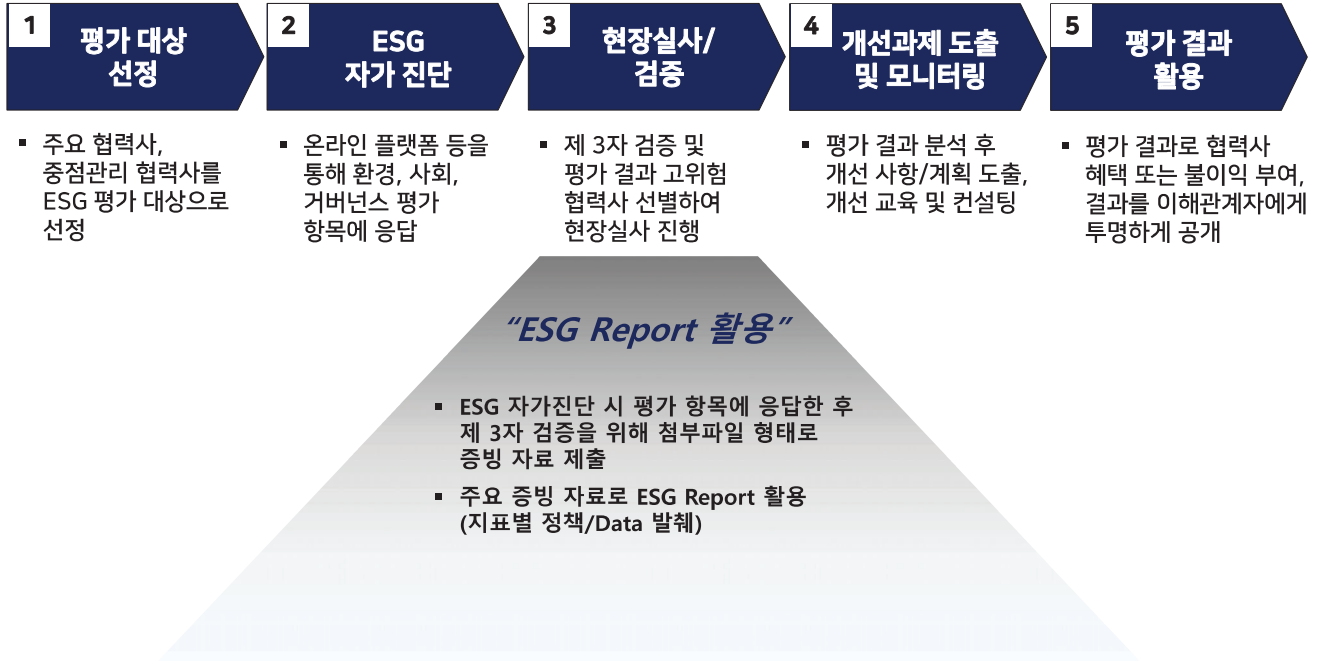 1
평가 대상
선정
2
ESG
자가 진단
3
현장실사/
검증
4
개선과제 도출
및 모니터링
5
평가 결과
활용
▪ 주요 협력사,
중점관리 협력사를
ESG 평가 대상으로
선정
▪ 온라인 플랫폼 등을
통해 환경, 사회,
거버넌스 평가
항목에 응답
▪ 제 3자 검증 및
평가 결과 고위험
협력사 선별하여
현장실사 진행
▪ 평가 결과 분석 후
개선 사항/계획 도출,
개선 교육 및 컨설팅
▪ 평가 결과로 협력사
혜택 또는 불이익 부여,
결과를 이해관계자에게
투명하게 공개
“ESG Report 활용”
▪ ESG 자가진단 시 평가 항목에 응답한 후
제 3자 검증을 위해 첨부파일 형태로
증빙 자료 제출
▪ 주요 증빙 자료로 ESG Report 활용
(지표별 정책/Data 발췌)